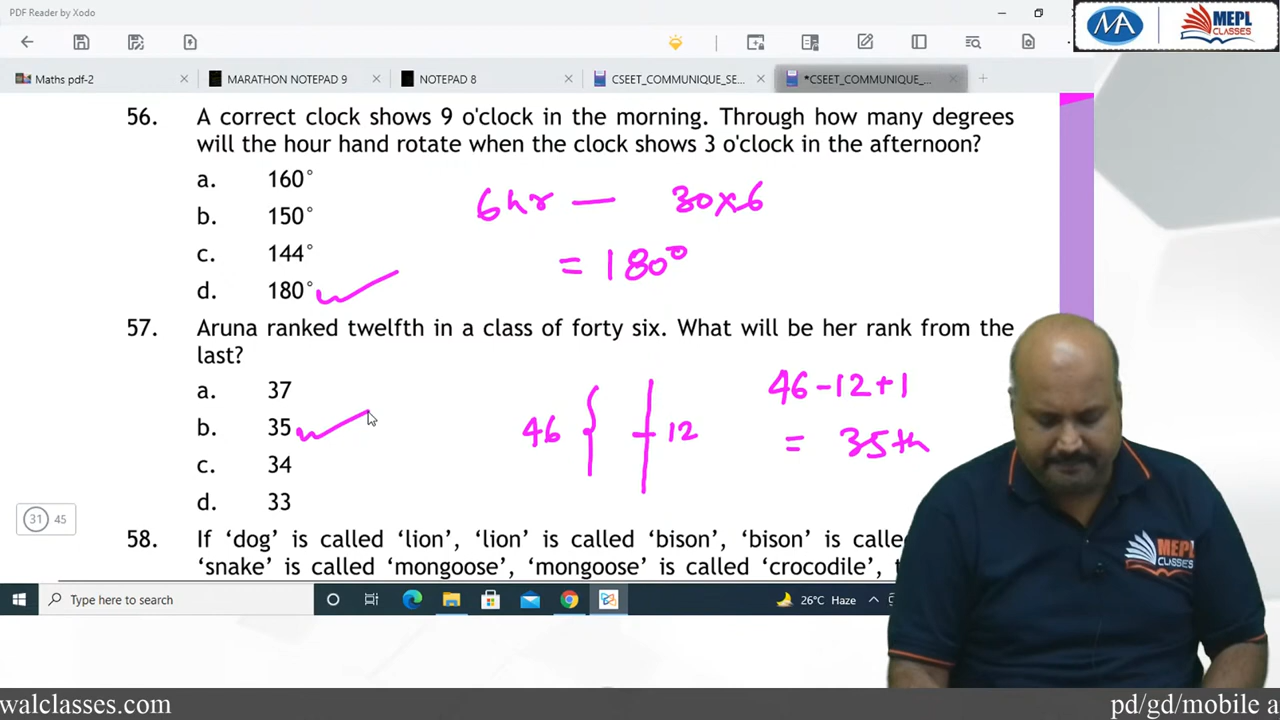 PDF Reader by Xodo
MA
MEPL
CLASSES
Maths pdf-2
MARATHON NOTEPAD 9
NOTEPAD 8
CSEET_COMMUNIQUE_SE...
*CSEET_COMMUNIQUE_...
56. A correct clock shows 9 o'clock in the morning. Through how many degrees
will the hour hand rotate when the clock shows 3 o'clock in the afternoon?
a. 160°
b. 150°
c. 144°
d. 180°
6hr — 30×6
= 180°
57. Aruna ranked twelfth in a class of forty six. What will be her rank from the
last?
a. 37
b. 35
c. 34
d. 33
46 { 12
46-12+1
= 35th
31 45
58. If ‘dog’ is called ‘lion’, ‘lion’ is called ‘bison’, ‘bison’ is called
‘snake’ is called ‘mongoose’, ‘mongoose’ is called ‘crocodile’,
Type here to search
26°C Haze
MEPL
CLASSES
walclasses.com
pd/gd/mobile a